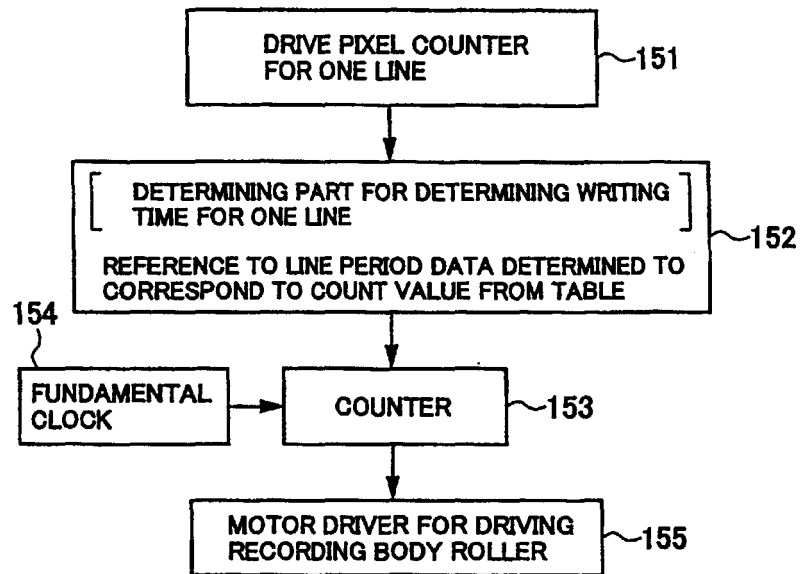 DRIVE PIXEL COUNTER
FOR ONE LINE
151
DETERMINING PART FOR DETERMINING WRITING
TIME FOR ONE LINE
REFERENCE TO LINE PERIOD DATA DETERMINED TO
CORRESPOND TO COUNT VALUE FROM TABLE
152
154
FUNDAMENTAL
CLOCK
COUNTER
153
MOTOR DRIVER FOR DRIVING
RECORDING BODY ROLLER
155